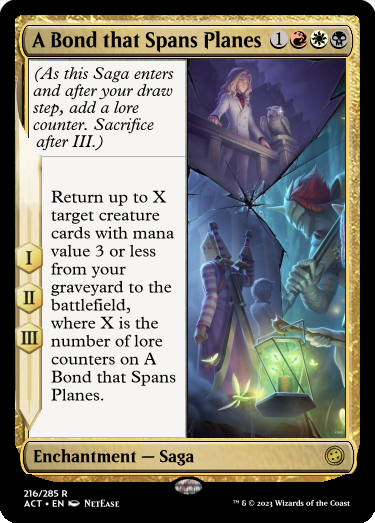 A Bond that Spans Planes 1
(As this Saga enters
and after your draw
step, add a lore
counter. Sacrifice
after III.)
I
II
III
Return up to X
target creature
cards with mana
value 3 or less
from your
graveyard to the
battlefield,
where X is the
number of lore
counters on A
Bond that Spans
Planes.
Enchantment — Saga
216/285 R
ACT • EN NetEase
™ & © 2023 Wizards of the Coast